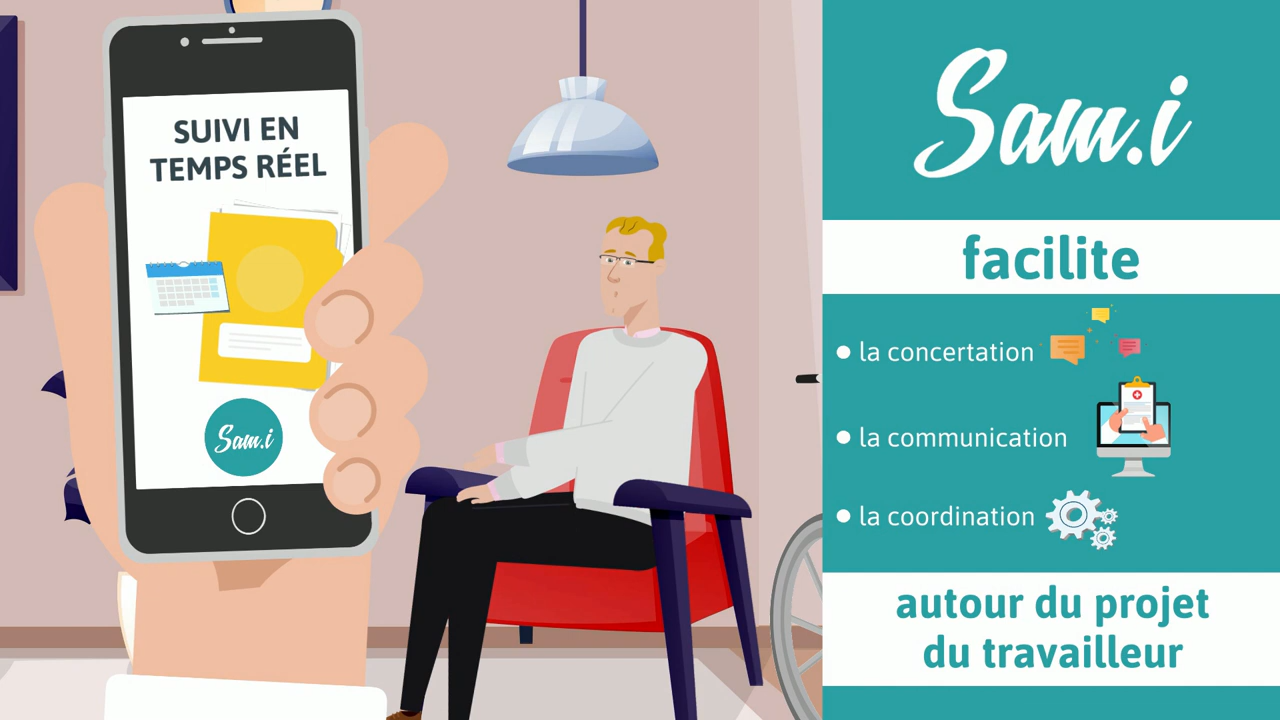 SUIVI EN
TEMPS RÉEL
Sam.i
Sam.i
facilite
• la concertation
• la communication
• la coordination
autour du projet
du travailleur